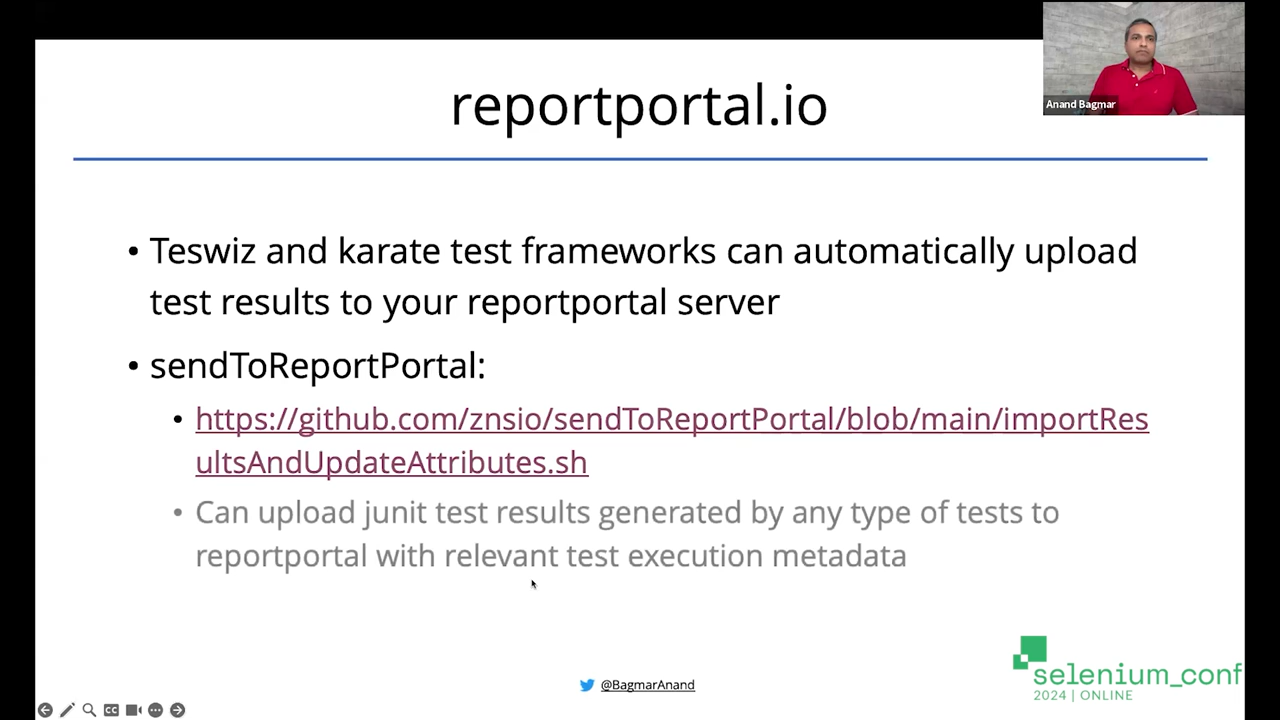 reportportal.io
Anand Bagmar
• Teswiz and karate test frameworks can automatically upload
test results to your reportportal server
• sendToReportPortal:
• https://github.com/znsio/sendToReportPortal/blob/main/importRes
ultsAndUpdateAttributes.sh
• Can upload junit test results generated by any type of tests to
reportportal with relevant test execution metadata
@BagmarAnand
selenium_conf
2024 | ONLINE
CC